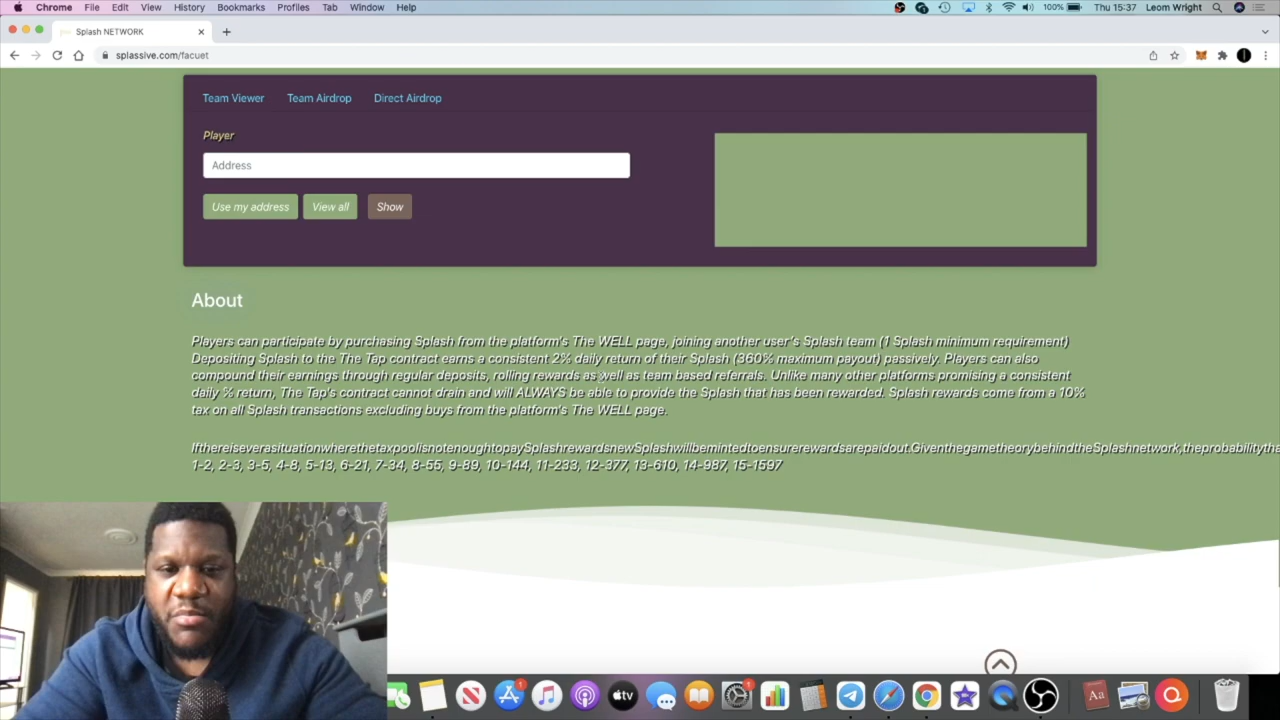 Chrome File Edit View History Bookmarks Profiles Tab Window Help 100% Thu 15:37 Leom Wright
Splash NETWORK
splassive.com/facuet
Team Viewer Team Airdrop Direct Airdrop
Player
Address
Use my address View all Show
About
Players can participate by purchasing Splash from the platform's The WELL page, joining another user's Splash team (1 Splash minimum requirement)
Depositing Splash to the The Tap contract earns a consistent 2% daily return of their Splash (360% maximum payout) passively. Players can also
compound their earnings through regular deposits, rolling rewards as well as team based referrals. Unlike many other platforms promising a consistent
daily % return, The Tap's contract cannot drain and will ALWAYS be able to provide the Splash that has been rewarded. Splash rewards come from a 10%
tax on all Splash transactions excluding buys from the platform's The WELL page.
IfthereiseverasituationwherethetaxpoolisnotenoughtopaySplashrewardsnewSplashwillbemintedtoensurerewardsarepaidout.GiventhegametheorybehindtheSplashnetwork,theprobabilitytha
1-2, 2-3, 3-5, 4-8, 5-13, 6-21, 7-34, 8-55, 9-89, 10-144, 11-233, 12-377, 13-610, 14-987, 15-1597
tv
Aa